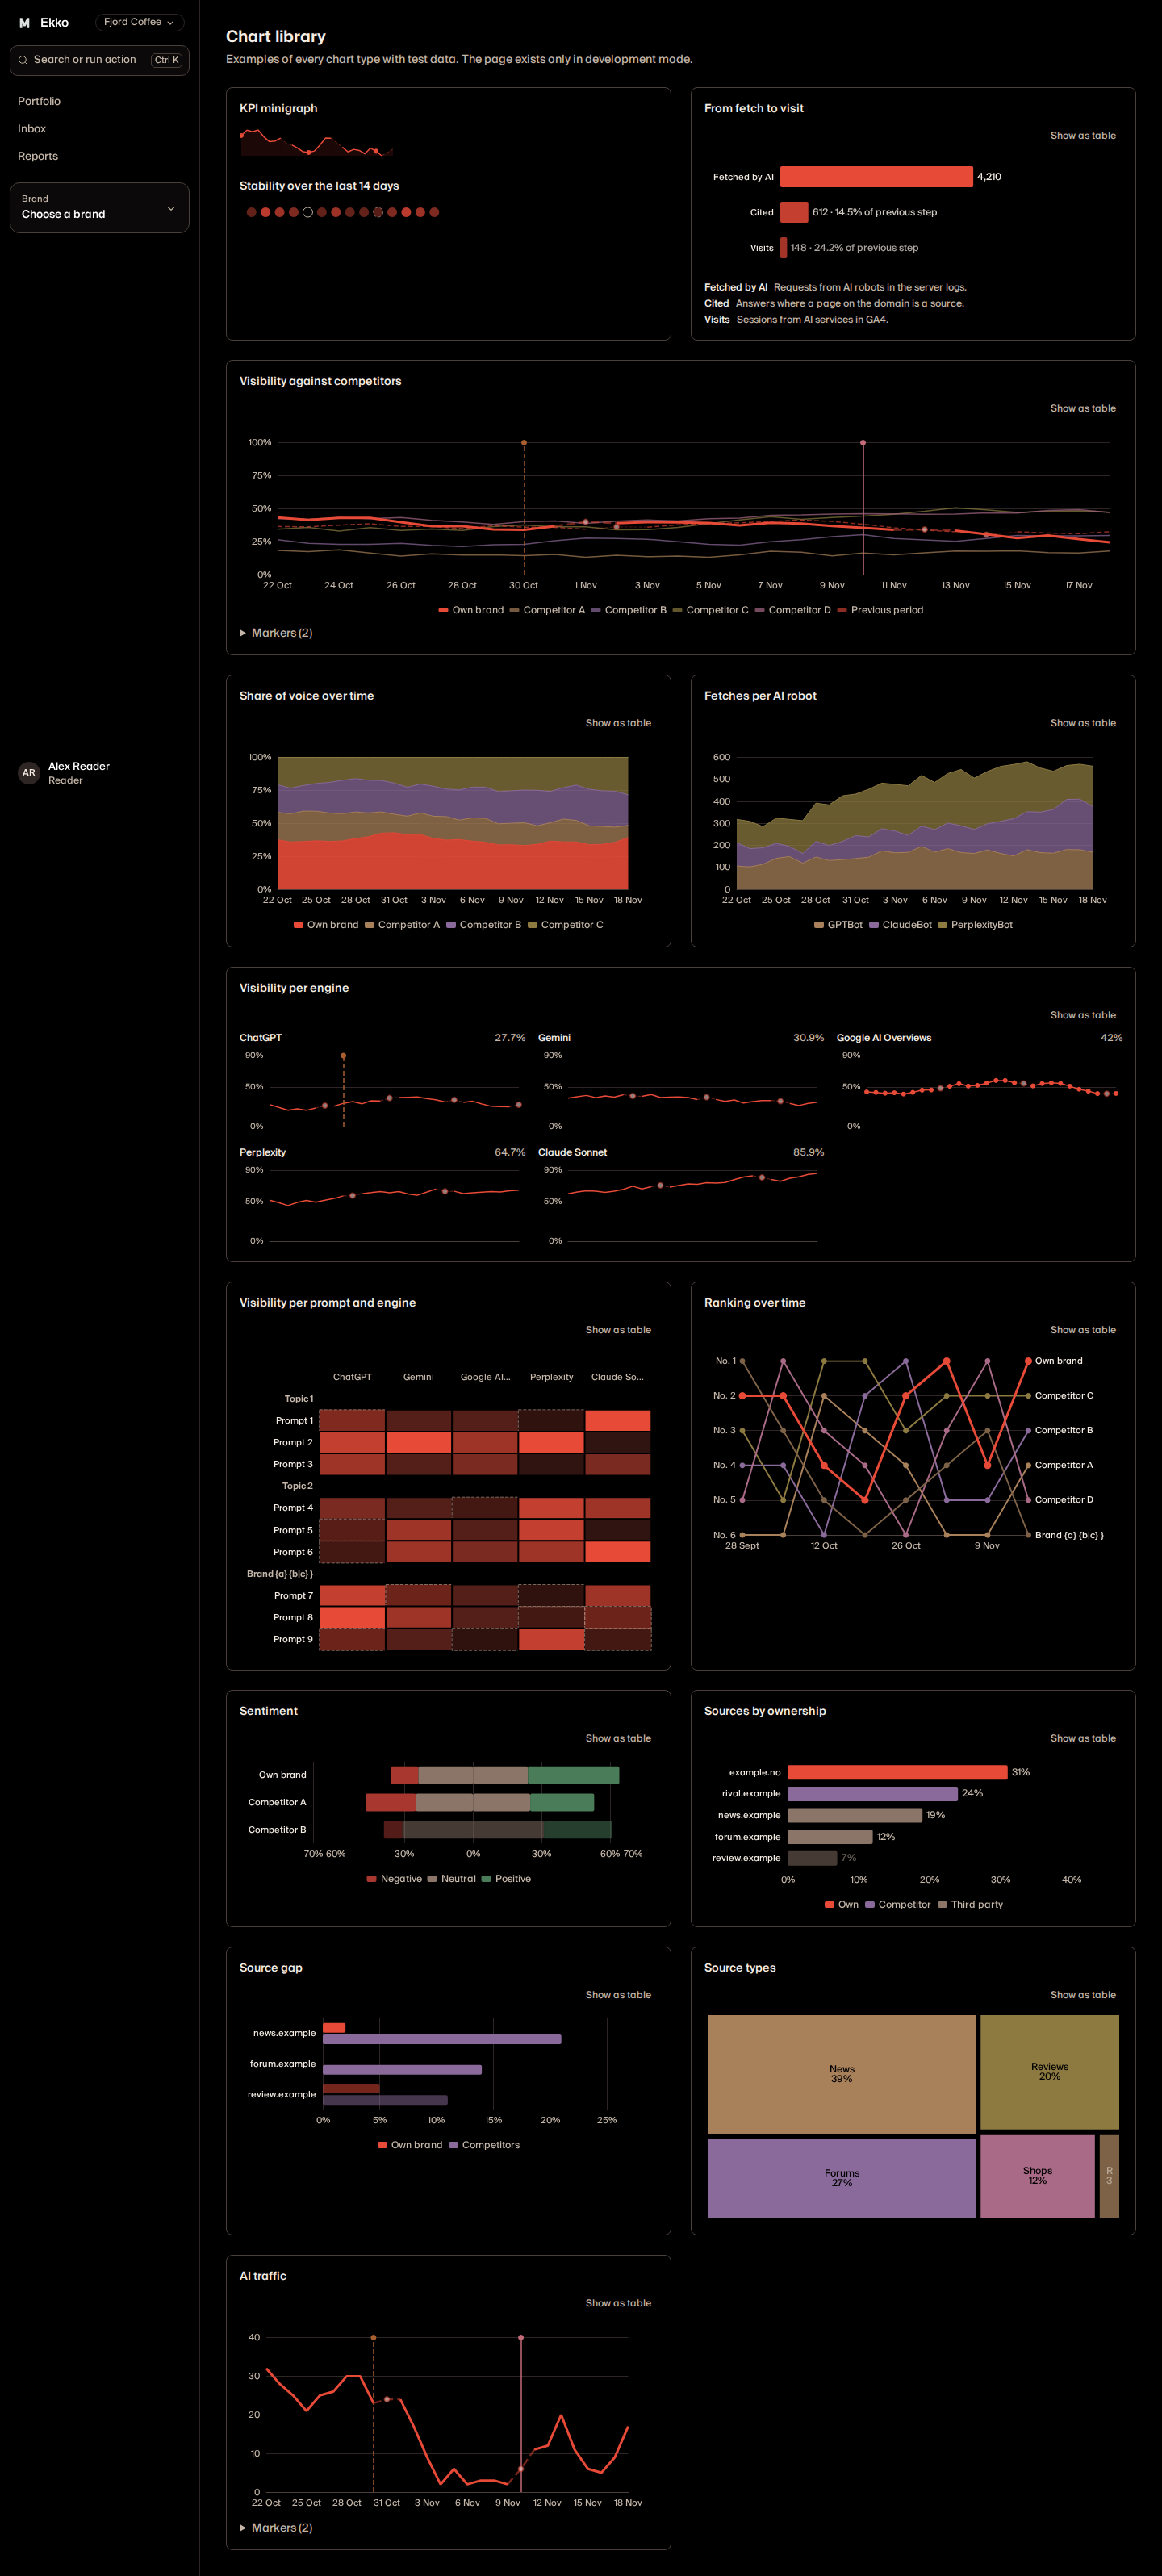 Ekko
Fjord Coffee
Search or run action Ctrl K
Portfolio
Inbox
Reports
Brand
Choose a brand
AR
Alex Reader
Reader
Chart library
Examples of every chart type with test data. The page exists only in development mode.
KPI minigraph
Stability over the last 14 days
From fetch to visit
Show as table
Fetched by AI 4,210
Cited 612 · 14.5% of previous step
Visits 148 · 24.2% of previous step
Fetched by AI Requests from AI robots in the server logs.
Cited Answers where a page on the domain is a source.
Visits Sessions from AI services in GA4.
Visibility against competitors
Show as table
100%
75%
50%
25%
0%
22 Oct 24 Oct 26 Oct 28 Oct 30 Oct 1 Nov 3 Nov 5 Nov 7 Nov 9 Nov 11 Nov 13 Nov 15 Nov 17 Nov
Own brand Competitor A Competitor B Competitor C Competitor D Previous period
Markers (2)
Share of voice over time
Show as table
100%
75%
50%
25%
0%
22 Oct 25 Oct 28 Oct 31 Oct 3 Nov 6 Nov 9 Nov 12 Nov 15 Nov 18 Nov
Own brand Competitor A Competitor B Competitor C
Fetches per AI robot
Show as table
600
500
400
300
200
100
0
22 Oct 25 Oct 28 Oct 31 Oct 3 Nov 6 Nov 9 Nov 12 Nov 15 Nov 18 Nov
GPTBot ClaudeBot PerplexityBot
Visibility per engine
Show as table
ChatGPT 27.7%
90%
50%
0%
Gemini 30.9%
90%
50%
0%
Google AI Overviews 42%
90%
50%
0%
Perplexity 64.7%
90%
50%
0%
Claude Sonnet 85.9%
90%
50%
0%
Visibility per prompt and engine
Show as table
ChatGPT Gemini Google AI... Perplexity Claude So...
Topic 1
Prompt 1
Prompt 2
Prompt 3
Topic 2
Prompt 4
Prompt 5
Prompt 6
Brand {a} {b|c} }
Prompt 7
Prompt 8
Prompt 9
Ranking over time
Show as table
No. 1 Own brand
No. 2 Competitor C
No. 3 Competitor B
No. 4 Competitor A
No. 5 Competitor D
No. 6 Brand {a} {b|c} }
28 Sept 12 Oct 26 Oct 9 Nov
Sentiment
Show as table
Own brand
Competitor A
Competitor B
70% 60% 30% 0% 30% 60% 70%
Negative Neutral Positive
Sources by ownership
Show as table
example.no 31%
rival.example 24%
news.example 19%
forum.example 12%
review.example 7%
0% 10% 20% 30% 40%
Own Competitor Third party
Source gap
Show as table
news.example
forum.example
review.example
0% 5% 10% 15% 20% 25%
Own brand Competitors
Source types
Show as table
News
39%
Reviews
20%
Forums
27%
Shops
12%
R
3
AI traffic
Show as table
40
30
20
10
0
22 Oct 25 Oct 28 Oct 31 Oct 3 Nov 6 Nov 9 Nov 12 Nov 15 Nov 18 Nov
Markers (2)